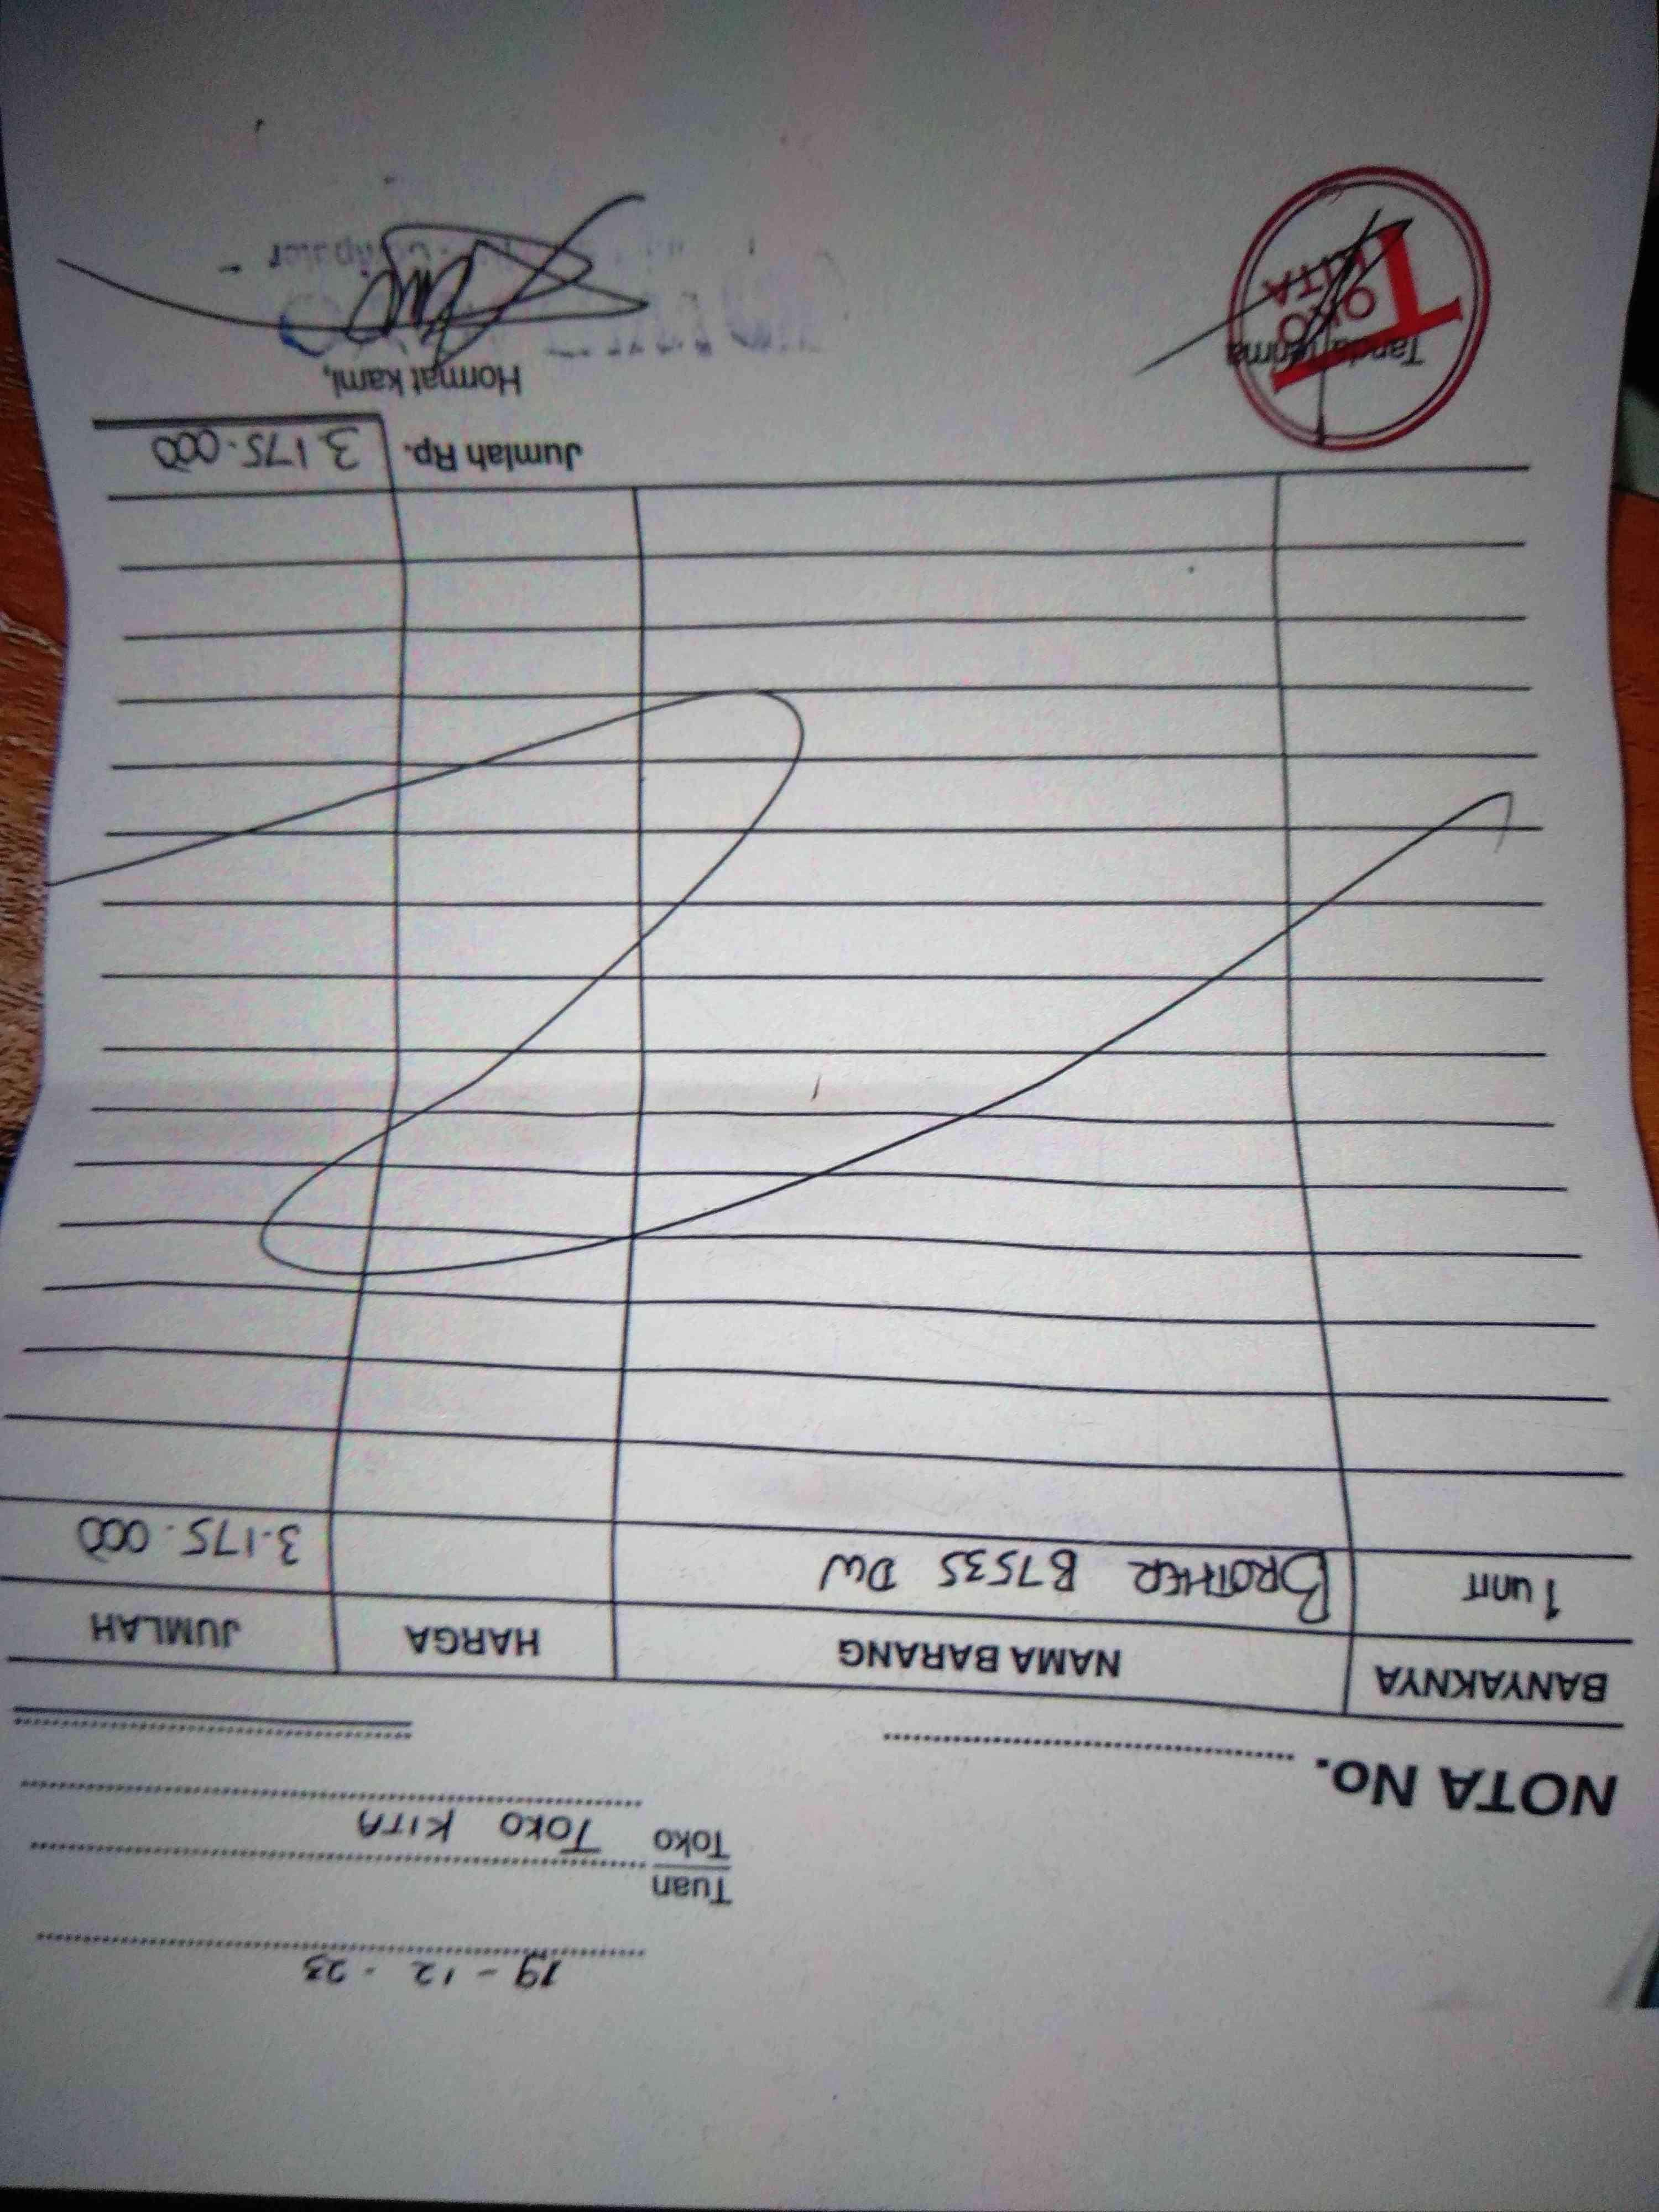 19 - 12 - 23
Tuan
Toko TOKO KITA
NOTA No.
BANYAKNYA NAMA BARANG HARGA JUMLAH
1 UNIT BROTHER B7535 DW 3.175.000
Jumlah Rp. 3.175.000
Tanda terima Hormat kami,
TOKO
KITA